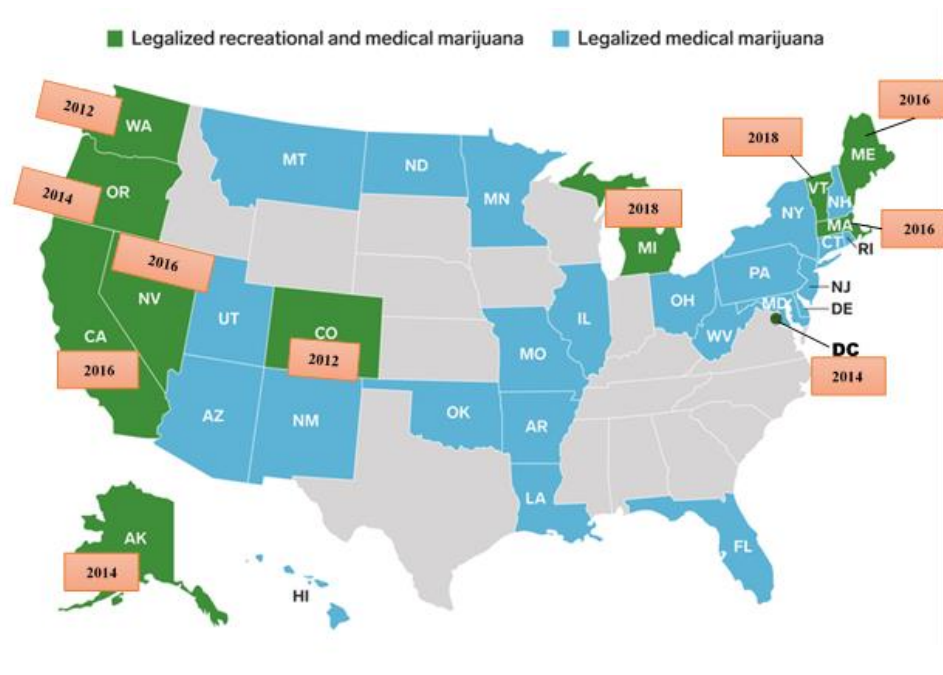 Legalized recreational and medical marijuana
Legalized medical marijuana
2012
WA
2016
2018
ME
MT
ND
VT
2014
OR
MN
NH
NY
2018
MA
2016
CT
RI
MI
2016
PA
NJ
NV
OH
MD
DE
UT
IL
CA
CO
WV
MO
DC
2012
2016
2014
AZ
NM
OK
AR
LA
AK
FL
2014
HI